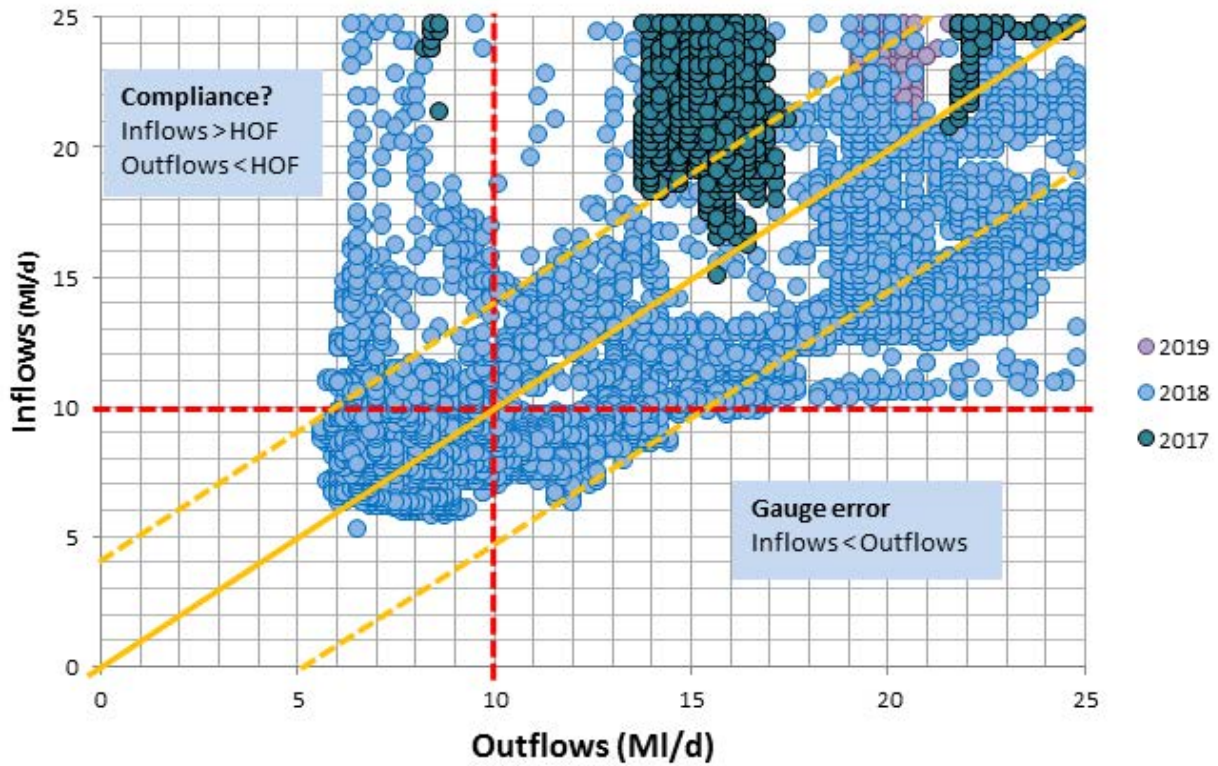 25
20
15
10
5
0
Inflows (Ml/d)
Compliance?
Inflows >HOF
Outflows < HOF
Gauge error
Inflows < Outflows
2019
2018
2017
0 5 10 15 20 25
Outflows (Ml/d)